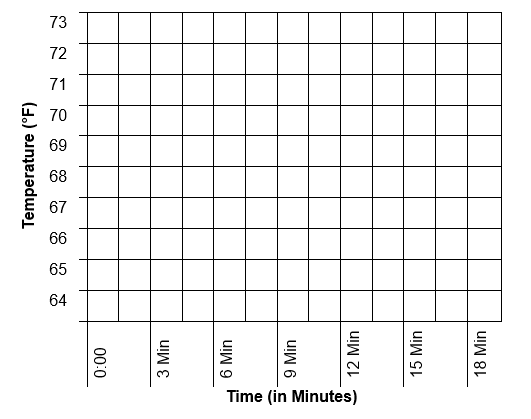 73
72
71
70
69
68
67
66
65
64
Temperature (°F)
0:00
3 Min
6 Min
9 Min
12 Min
15 Min
18 Min
Time (in Minutes)